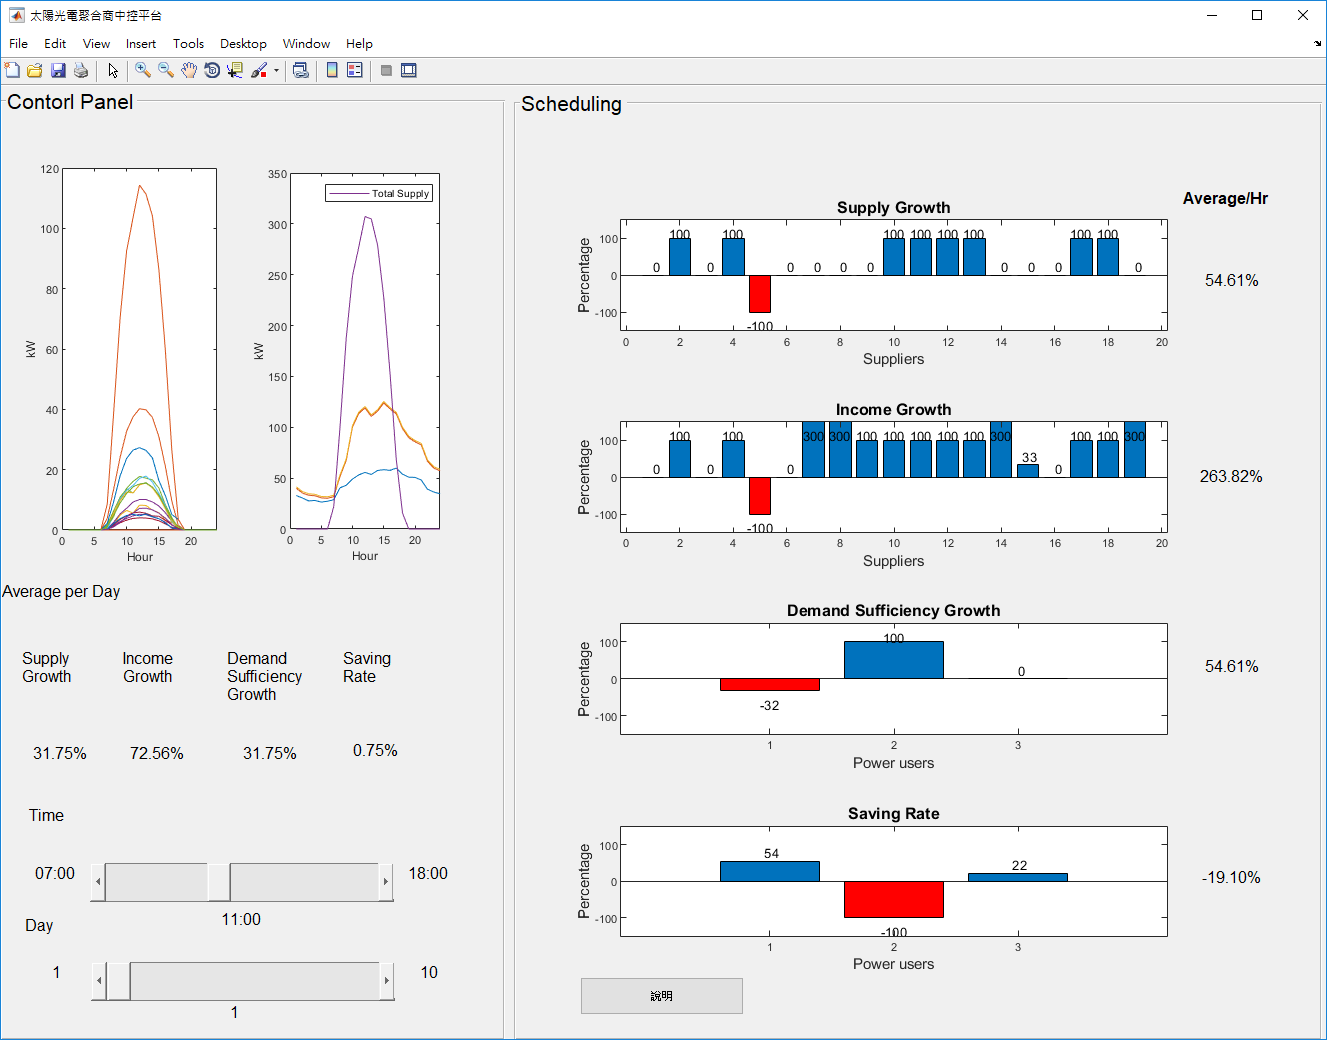 太陽光電聚合商中控平台
File Edit View Insert Tools Desktop Window Help
Contorl Panel
120
100
80
60
40
20
0
kW
0 5 10 15 20
Hour
350
300
250
200
150
100
50
0
kW
Total Supply
0 5 10 15 20
Hour
Average per Day
Supply Growth
Income Growth
Demand Sufficiency Growth
Saving Rate
31.75% 72.56% 31.75% 0.75%
Time
07:00 18:00
11:00
Day
1 10
1
Scheduling
Average/Hr
Supply Growth
Percentage
100
0
-100
0 100 0 100 -100 0 0 0 0 100 100 100 100 0 0 0 100 100 0
0 2 4 6 8 10 12 14 16 18 20
Suppliers
54.61%
Income Growth
Percentage
100
0
-100
0 100 0 100 -100 0 300 300 100 100 100 100 100 300 33 0 100 100 300
0 2 4 6 8 10 12 14 16 18 20
Suppliers
263.82%
Demand Sufficiency Growth
Percentage
100
0
-100
-32 100 0
1 2 3
Power users
54.61%
Saving Rate
Percentage
100
0
-100
54 -100 22
1 2 3
Power users
-19.10%
說明